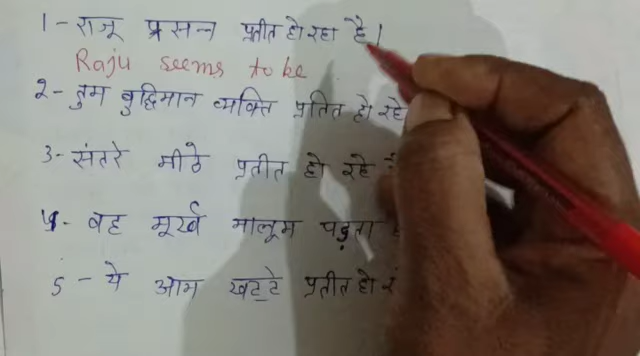 1- राजू प्रसन्न प्रतीत हो रहा है।
Raju seems to be
2- तुम बुद्धिमान व्यक्ति प्रतित हो रहे
3- संतरे मीठे प्रतीत हो रहे
4- वह मूर्ख मालूम पड़ता
5- ये आम खट्टे प्रतीत हो